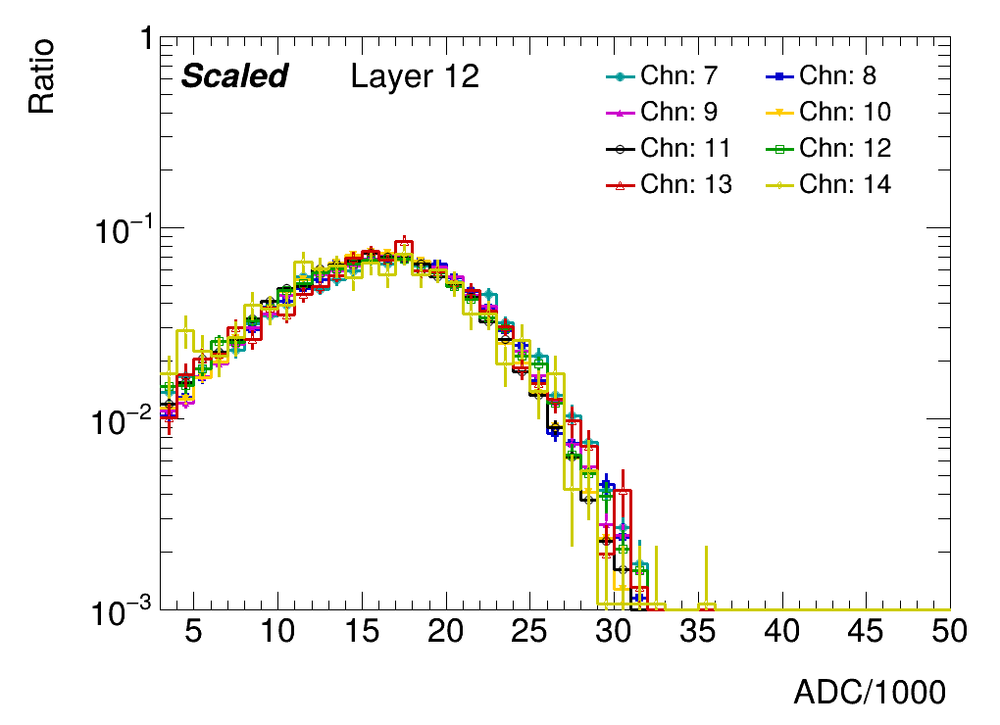 Ratio
1
10⁻¹
10⁻²
10⁻³
Scaled Layer 12
Chn: 7 Chn: 8
Chn: 9 Chn: 10
Chn: 11 Chn: 12
Chn: 13 Chn: 14
5 10 15 20 25 30 35 40 45 50
ADC/1000